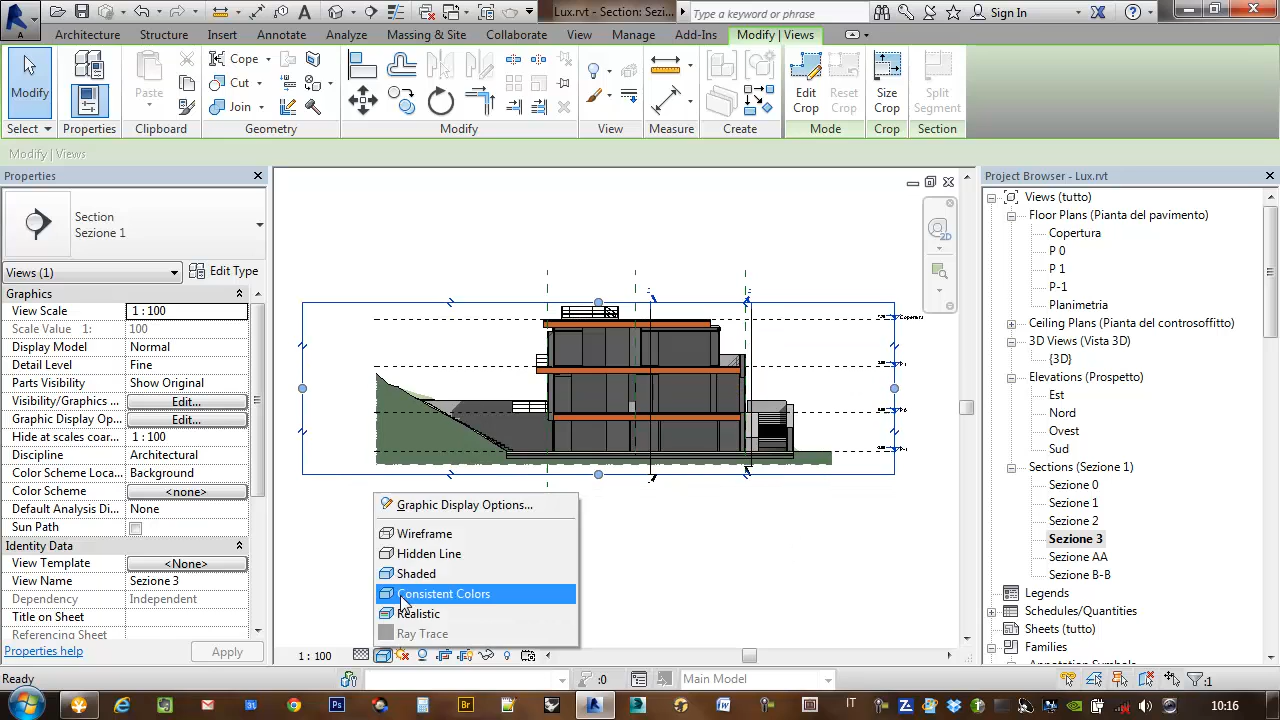 Lux.rvt - Section: Sezi...
Type a keyword or phrase
Sign In
Architecture Structure Insert Annotate Analyze Massing & Site Collaborate View Manage Add-Ins Modify | Views
Modify
Paste
Cope
Cut
Join
Edit Crop
Reset Crop
Size Crop
Split Segment
Select Properties Clipboard Geometry Modify View Measure Create Mode Crop Section
Modify | Views
Properties
Section
Sezione 1
Views (1)
Edit Type
Graphics
View Scale 1 : 100
Scale Value 1: 100
Display Model Normal
Detail Level Fine
Parts Visibility Show Original
Visibility/Graphics ... Edit...
Graphic Display Op... Edit...
Hide at scales coar... 1 : 100
Discipline Architectural
Color Scheme Loca... Background
Color Scheme <none>
Default Analysis Di... None
Sun Path
Identity Data
View Template <None>
View Name Sezione 3
Dependency Independent
Title on Sheet
Referencing Sheet
Properties help
Apply
2D
Graphic Display Options...
Wireframe
Hidden Line
Shaded
Consistent Colors
Realistic
Ray Trace
1 : 100
Project Browser - Lux.rvt
Views (tutto)
Floor Plans (Pianta del pavimento)
Copertura
P 0
P 1
P-1
Planimetria
Ceiling Plans (Pianta del controsoffitto)
3D Views (Vista 3D)
{3D}
Elevations (Prospetto)
Est
Nord
Ovest
Sud
Sections (Sezione 1)
Sezione 0
Sezione 1
Sezione 2
Sezione 3
Sezione AA
Sezione B-B
Legends
Schedules/Quantities
Sheets (tutto)
Families
Annotation Symbols
Ready
:0
Main Model
:1
Ps
Br
IT
10:16